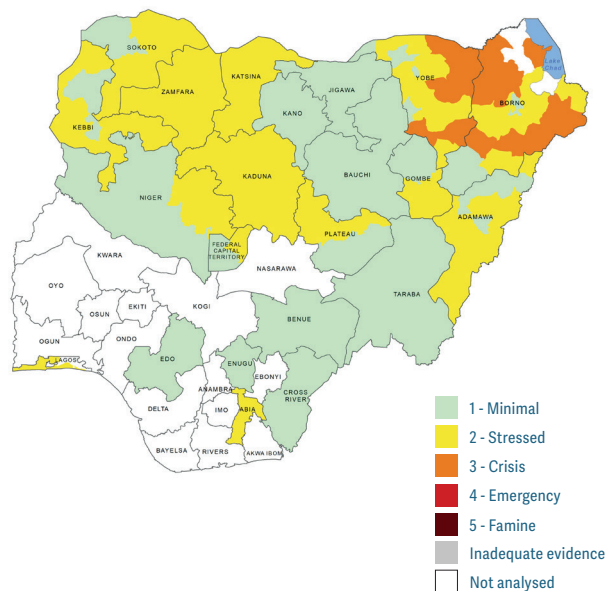 SOKOTO
Lake
Chad
KATSINA
YOBE
ZAMFARA
JIGAWA
BORNO
KANO
KEBBI
KADUNA
BAUCHI
GOMBE
NIGER
ADAMAWA
PLATEAU
FEDERAL
CAPITAL
TERRITORY
KWARA
NASARAWA
OYO
TARABA
KOGI
OSUN
EKITI
BENUE
OGUN
ONDO
LAGOS
EDO
ENUGU
EBONYI
ANAMBRA
CROSS
RIVER
DELTA
IMO
ABIA
BAYELSA
RIVERS
AKWA IBOM
1 - Minimal
2 - Stressed
3 - Crisis
4 - Emergency
5 - Famine
Inadequate evidence
Not analysed